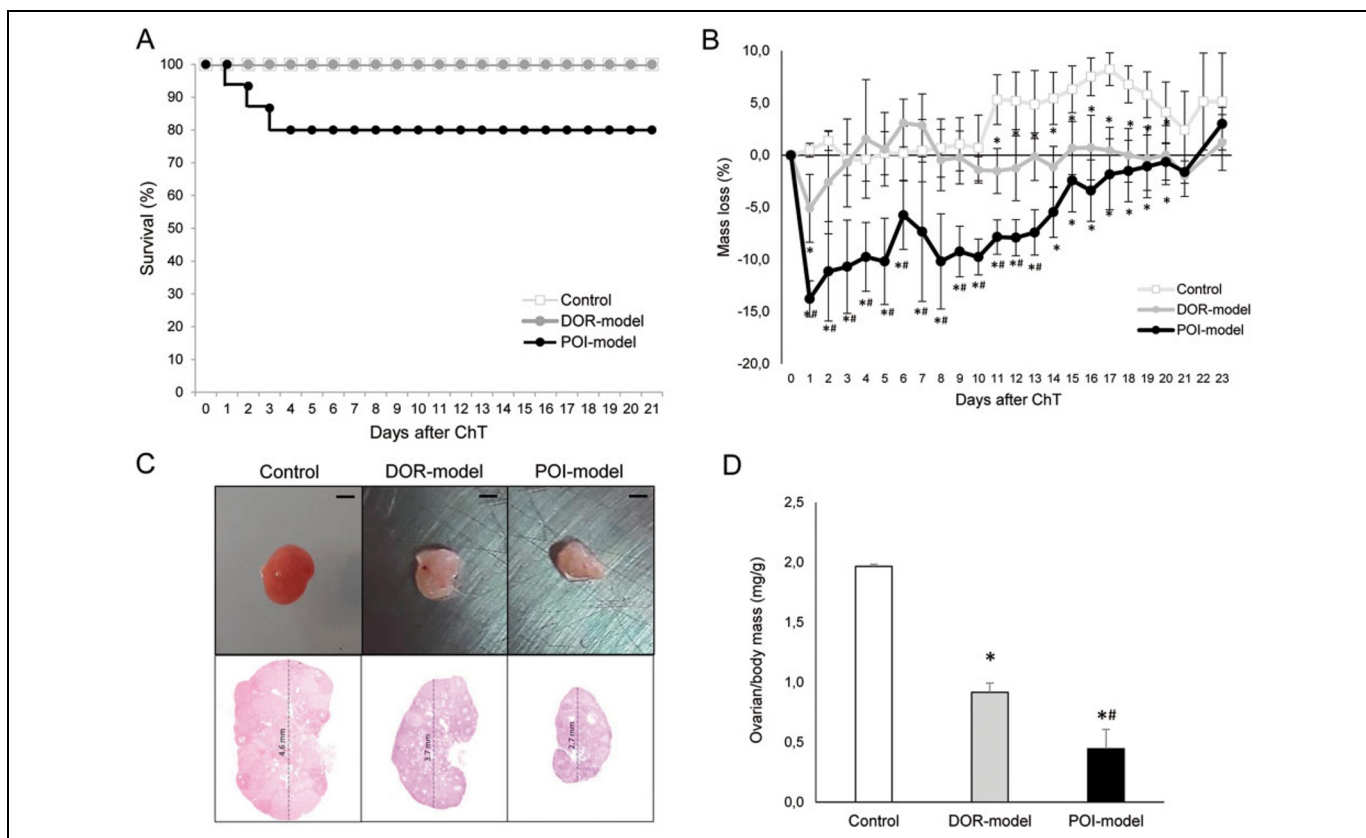 A
100
90
80
70
60
50
40
30
20
10
0
Survival (%)
Control
DOR-model
POI-model
0 1 2 3 4 5 6 7 8 9 10 11 12 13 14 15 16 17 18 19 20 21
Days after ChT
B
10,0
5,0
0,0
-5,0
-10,0
-15,0
-20,0
Mass loss (%)
* * * * * * * * * *
*
*# *# *# *# *# *# *# *# *# *# *# *# *# * * * * * * *
Control
DOR-model
POI-model
0 1 2 3 4 5 6 7 8 9 10 11 12 13 14 15 16 17 18 19 20 21 22 23
Days after ChT
C
Control DOR-model POI-model
4,6 mm 3,7 mm 2,7 mm
D
2,5
2,0
1,5
1,0
0,5
0,0
Ovarian/body mass (mg/g)
*
*#
Control DOR-model POI-model